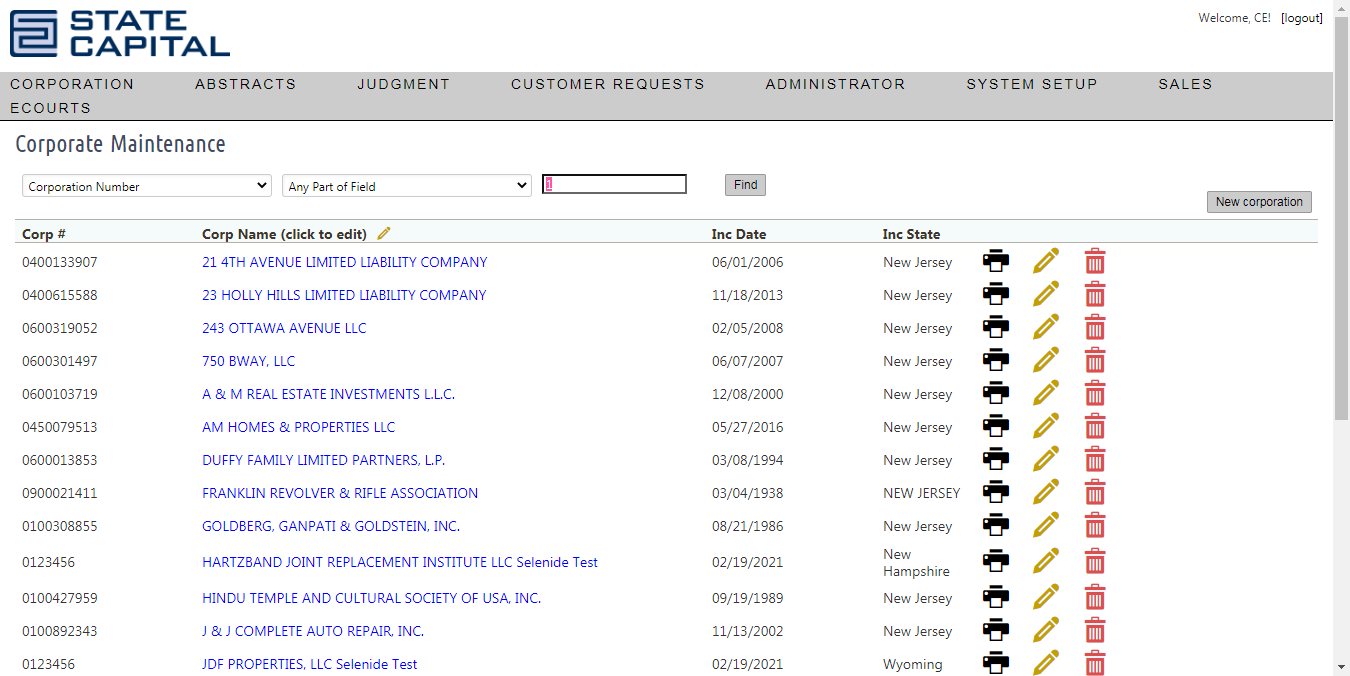 STATE CAPITAL
Welcome, CE! [logout]
CORPORATION ABSTRACTS JUDGMENT CUSTOMER REQUESTS ADMINISTRATOR SYSTEM SETUP SALES
ECOURTS
Corporate Maintenance
Corporation Number Any Part of Field 1 Find
New corporation
Corp # Corp Name (click to edit) Inc Date Inc State
0400133907 21 4TH AVENUE LIMITED LIABILITY COMPANY 06/01/2006 New Jersey
0400615588 23 HOLLY HILLS LIMITED LIABILITY COMPANY 11/18/2013 New Jersey
0600319052 243 OTTAWA AVENUE LLC 02/05/2008 New Jersey
0600301497 750 BWAY, LLC 06/07/2007 New Jersey
0600103719 A & M REAL ESTATE INVESTMENTS L.L.C. 12/08/2000 New Jersey
0450079513 AM HOMES & PROPERTIES LLC 05/27/2016 New Jersey
0600013853 DUFFY FAMILY LIMITED PARTNERS, L.P. 03/08/1994 New Jersey
0900021411 FRANKLIN REVOLVER & RIFLE ASSOCIATION 03/04/1938 NEW JERSEY
0100308855 GOLDBERG, GANPATI & GOLDSTEIN, INC. 08/21/1986 New Jersey
0123456 HARTZBAND JOINT REPLACEMENT INSTITUTE LLC Selenide Test 02/19/2021 New Hampshire
0100427959 HINDU TEMPLE AND CULTURAL SOCIETY OF USA, INC. 09/19/1989 New Jersey
0100892343 J & J COMPLETE AUTO REPAIR, INC. 11/13/2002 New Jersey
0123456 JDF PROPERTIES, LLC Selenide Test 02/19/2021 Wyoming